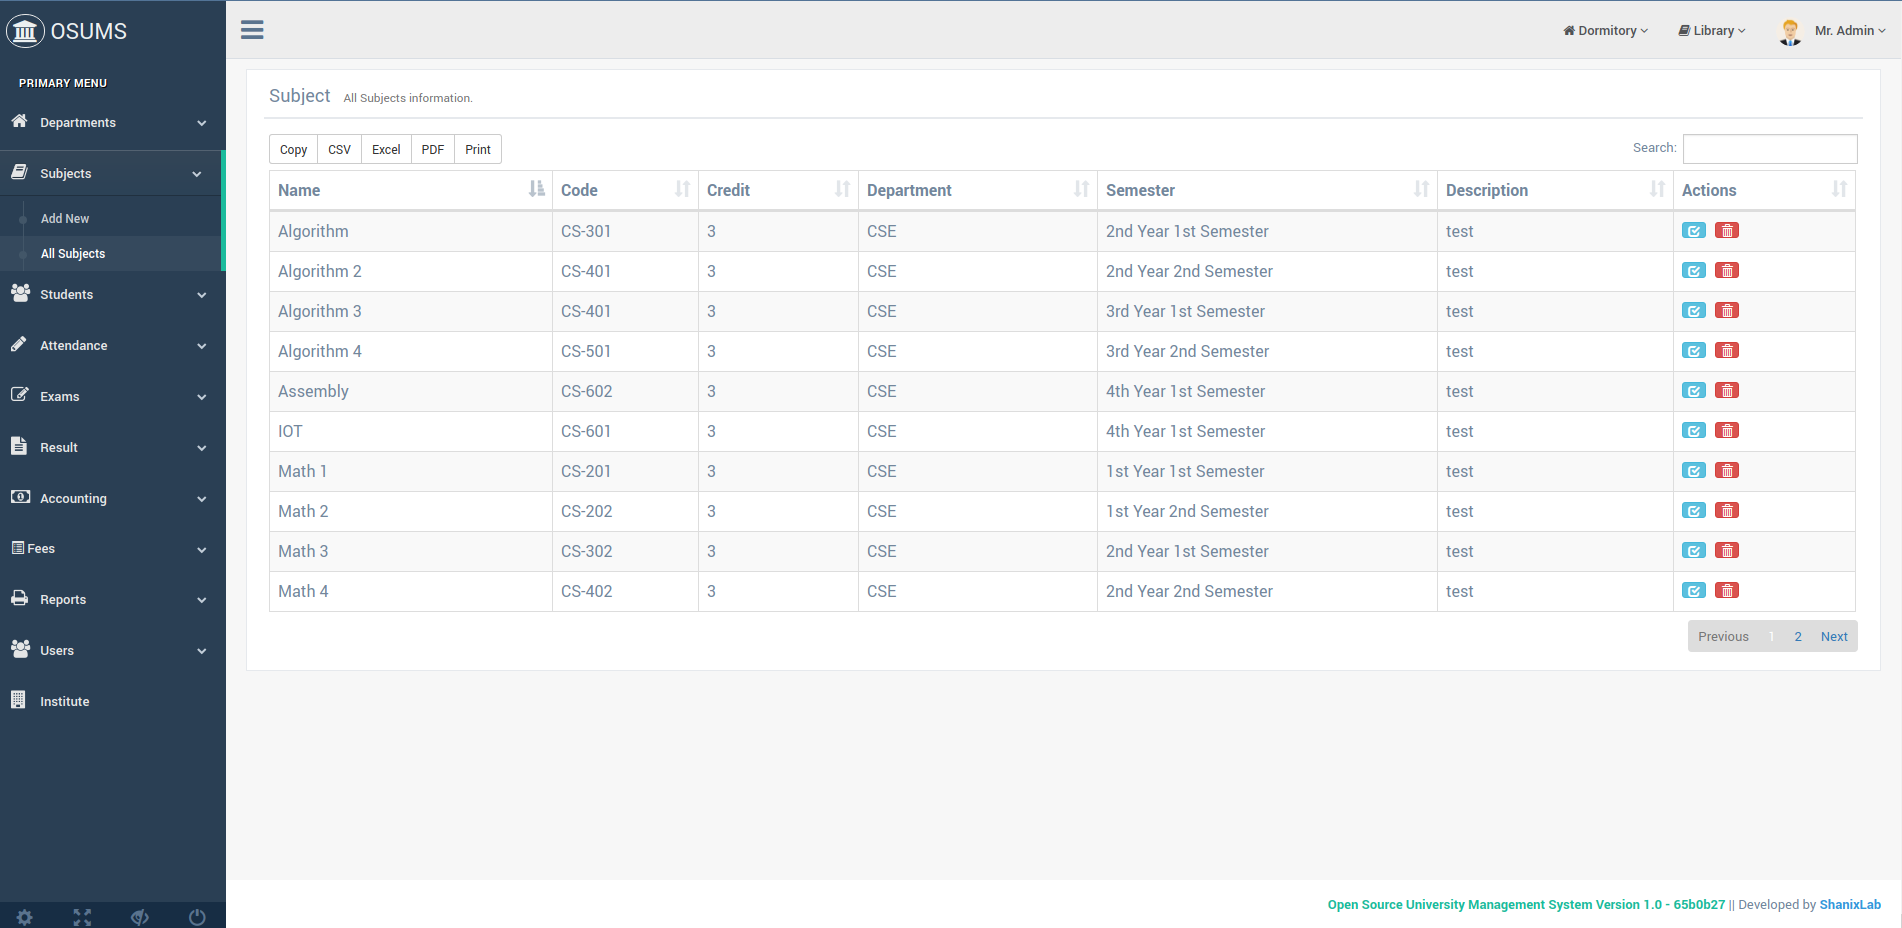 OSUMS
Dormitory
Library
Mr. Admin
PRIMARY MENU
Departments
Subjects
Add New
All Subjects
Students
Attendance
Exams
Result
Accounting
Fees
Reports
Users
Institute
Subject All Subjects information.
Copy CSV Excel PDF Print
Search:
Name Code Credit Department Semester Description Actions
Algorithm CS-301 3 CSE 2nd Year 1st Semester test
Algorithm 2 CS-401 3 CSE 2nd Year 2nd Semester test
Algorithm 3 CS-401 3 CSE 3rd Year 1st Semester test
Algorithm 4 CS-501 3 CSE 3rd Year 2nd Semester test
Assembly CS-602 3 CSE 4th Year 1st Semester test
IOT CS-601 3 CSE 4th Year 1st Semester test
Math 1 CS-201 3 CSE 1st Year 1st Semester test
Math 2 CS-202 3 CSE 1st Year 2nd Semester test
Math 3 CS-302 3 CSE 2nd Year 1st Semester test
Math 4 CS-402 3 CSE 2nd Year 2nd Semester test
Previous 1 2 Next
Open Source University Management System Version 1.0 - 65b0b27 || Developed by ShanixLab